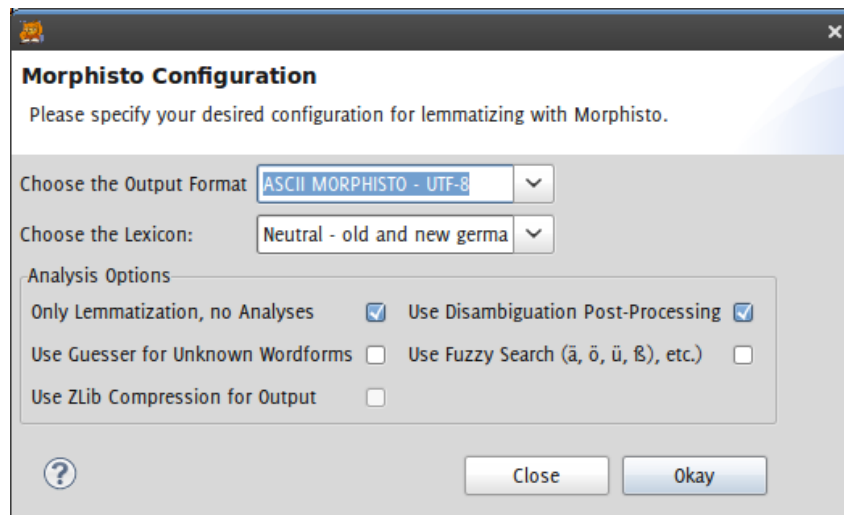 Morphisto Configuration
Please specify your desired configuration for lemmatizing with Morphisto.
Choose the Output Format ASCII MORPHISTO - UTF-8
Choose the Lexicon: Neutral - old and new germa
Analysis Options
Only Lemmatization, no Analyses Use Disambiguation Post-Processing
Use Guesser for Unknown Wordforms Use Fuzzy Search (ä, ö, ü, ß), etc.)
Use ZLib Compression for Output
? Close Okay